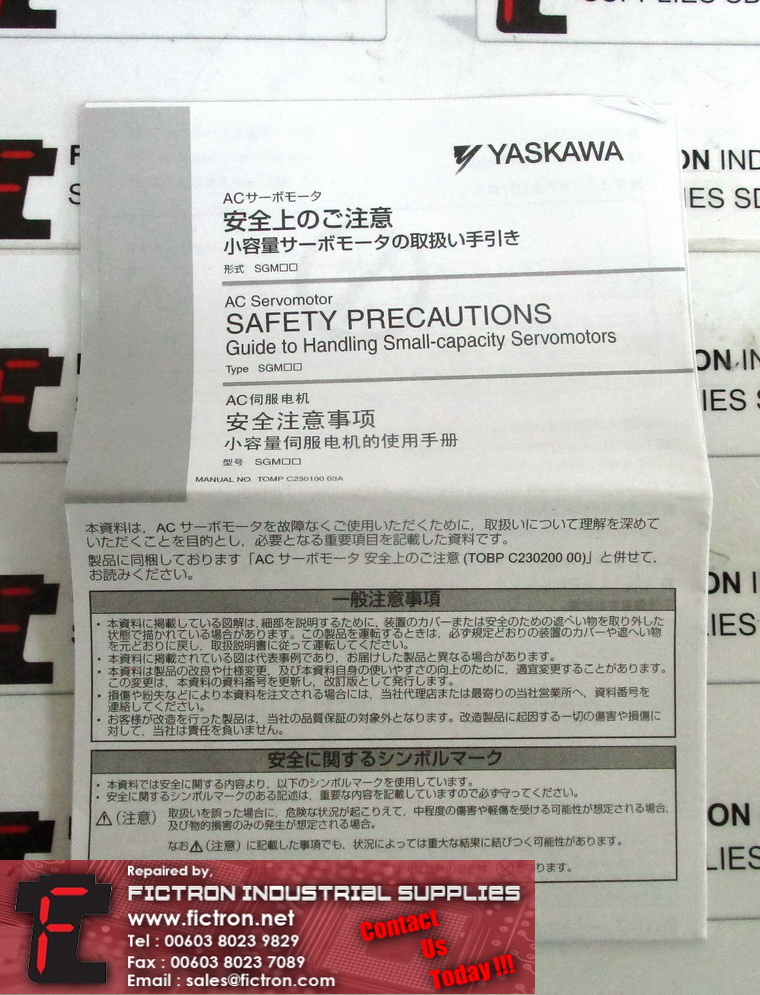 SUPPLIES SD
YASKAWA
ACサーボモータ
安全上のご注意
小容量サーボモータの取扱い手引き
形式 SGM□□
AC Servomotor
SAFETY PRECAUTIONS
Guide to Handling Small-capacity Servomotors
Type SGM□□
AC伺服电机
安全注意事项
小容量伺服电机的使用手册
型号 SGM□□
MANUAL NO. TOMP C230100 03A
ON IND
IES SD
ON IN
IES S
ON I
IES
ON
LIES
本資料は，AC サーボモータを故障なくご使用いただくために，取扱いについて理解を深めて
いただくことを目的とし，必要となる重要項目を記載した資料です。
製品に同梱しております「AC サーボモータ 安全上のご注意 (TOBP C230200 00)」と併せて，
お読みください。
一般注意事項
・本資料に掲載している図解は，細部を説明するために，装置のカバーまたは安全のための遮へい物を取り外した
状態で描かれている場合があります。この製品を運転するときは，必ず規定どおりの装置のカバーや遮へい物
を元どおりに戻し，取扱説明書に従って運転してください。
・本資料に掲載されている図は代表事例であり，お届けした製品と異なる場合があります。
・本資料は製品の改良や仕様変更，及び本資料自身の使いやすさの向上のために，適宜変更することがあります。
この変更は，本資料の資料番号を更新し，改訂版として発行します。
・損傷や紛失などにより本資料を注文される場合には，当社代理店または最寄りの当社営業所へ，資料番号を
連絡してください。
・お客様が改造を行った製品は，当社の品質保証の対象外となります。改造製品に起因する一切の傷害や損傷に
対して，当社は責任を負いません。
安全に関するシンボルマーク
・本資料では安全に関する内容より，以下のシンボルマークを使用しています。
・安全に関するシンボルマークのある記述は，重要な内容を記載していますので必ず守ってください。
⚠(注意) 取扱いを誤った場合に，危険な状況が起こりえて，中程度の傷害や軽傷を受ける可能性が想定される場合，
及び物的損害のみの発生が想定される場合。
なお⚠(注意) に記載した事項でも，状況によっては重大な結果に結びつく可能性があります。
ります。
Repaired by,
FICTRON INDUSTRIAL SUPPLIES
www.fictron.net
Tel : 00603 8023 9829
Fax : 00603 8023 7089
Email : sales@fictron.com
Contact
Us
Today !!!